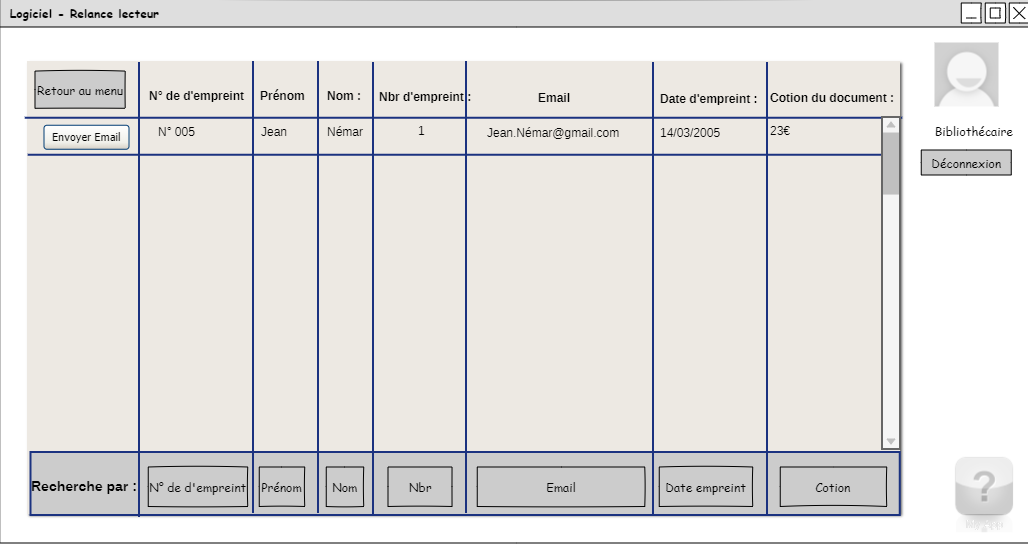 Logiciel - Relance lecteur
Retour au menu
N° de d'empreint
Prénom
Nom :
Nbr d'empreint :
Email
Date d'empreint :
Cotion du document :
Envoyer Email
N° 005
Jean
Némar
1
Jean.Némar@gmail.com
14/03/2005
23€
Bibliothécaire
Déconnexion
Recherche par :
N° de d'empreint
Prénom
Nom
Nbr
Email
Date empreint
Cotion
?